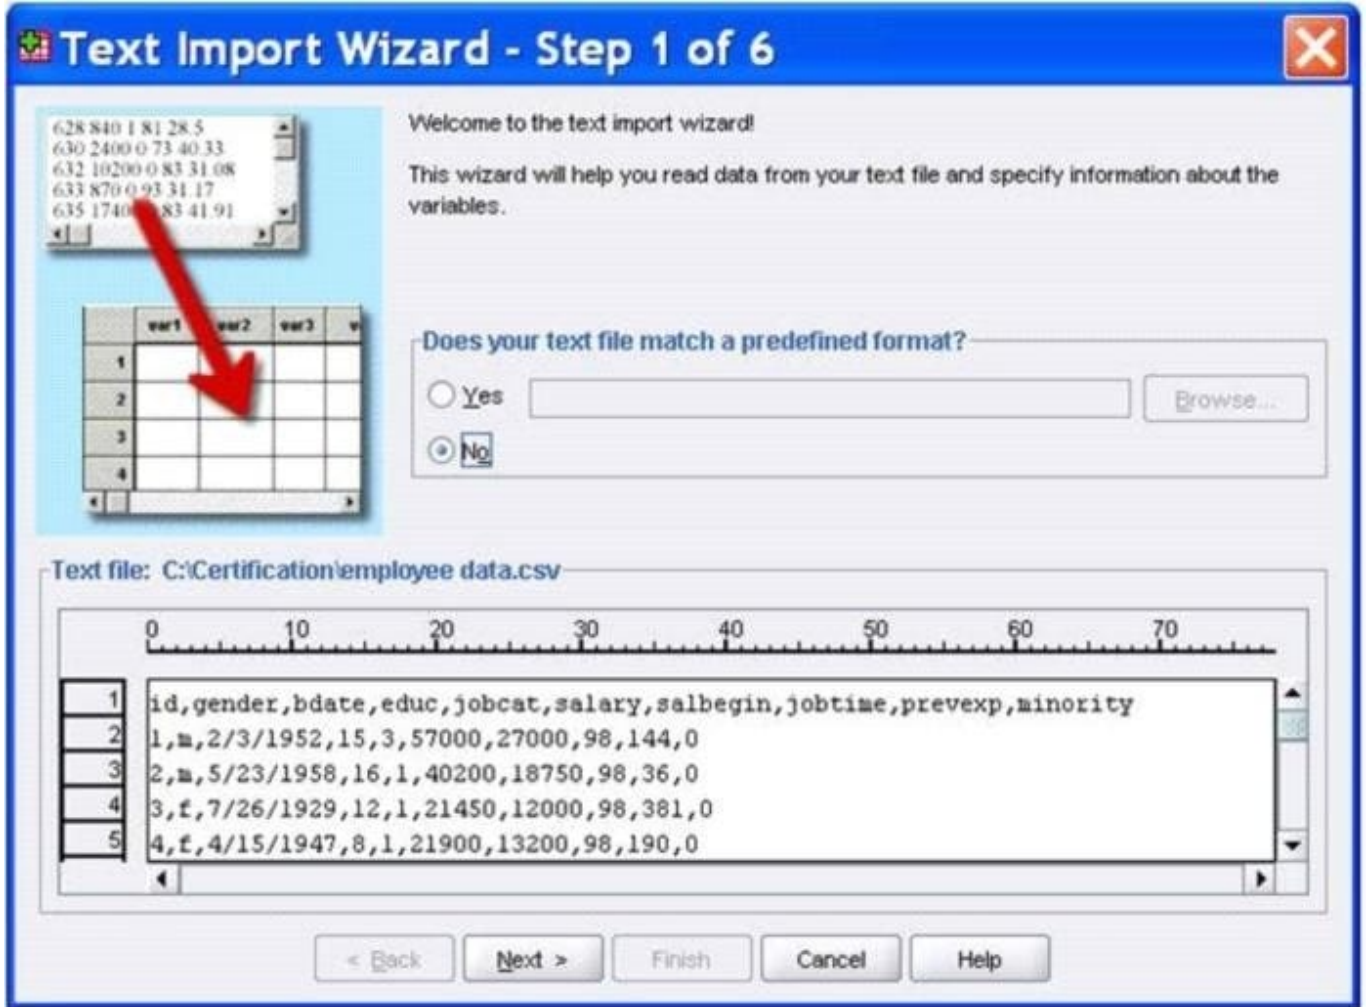 Text Import Wizard - Step 1 of 6
628 840 1 81 28.5
630 2400 0 73 40.33
632 10200 0 83 31.08
633 870 0 93 31.17
635 1740 83 41.91
var1 var2 var3 v
1
2
3
4
Welcome to the text import wizard!
This wizard will help you read data from your text file and specify information about the
variables.
Does your text file match a predefined format?
Yes
Browse...
No
Text file: C:\Certification\employee data.csv
0 10 20 30 40 50 60 70
1 id,gender,bdate,educ,jobcat,salary,salbegin,jobtime,prevexp,minority
2 1,m,2/3/1952,15,3,57000,27000,98,144,0
3 2,m,5/23/1958,16,1,40200,18750,98,36,0
4 3,f,7/26/1929,12,1,21450,12000,98,381,0
5 4,f,4/15/1947,8,1,21900,13200,98,190,0
< Back Next > Finish Cancel Help